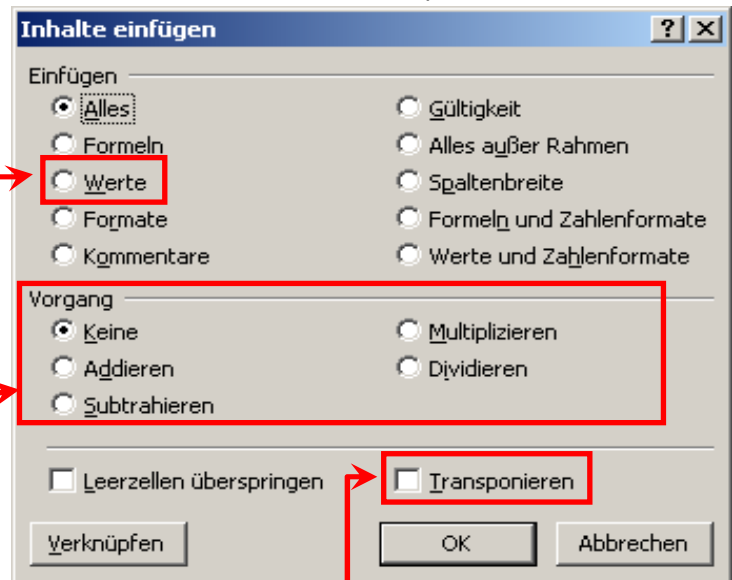 Inhalte einfügen
Einfügen
Alles Gültigkeit
Formeln Alles außer Rahmen
Werte Spaltenbreite
Formate Formeln und Zahlenformate
Kommentare Werte und Zahlenformate
Vorgang
Keine Multiplizieren
Addieren Dividieren
Subtrahieren
Leerzellen überspringen Transponieren
Verknüpfen OK Abbrechen